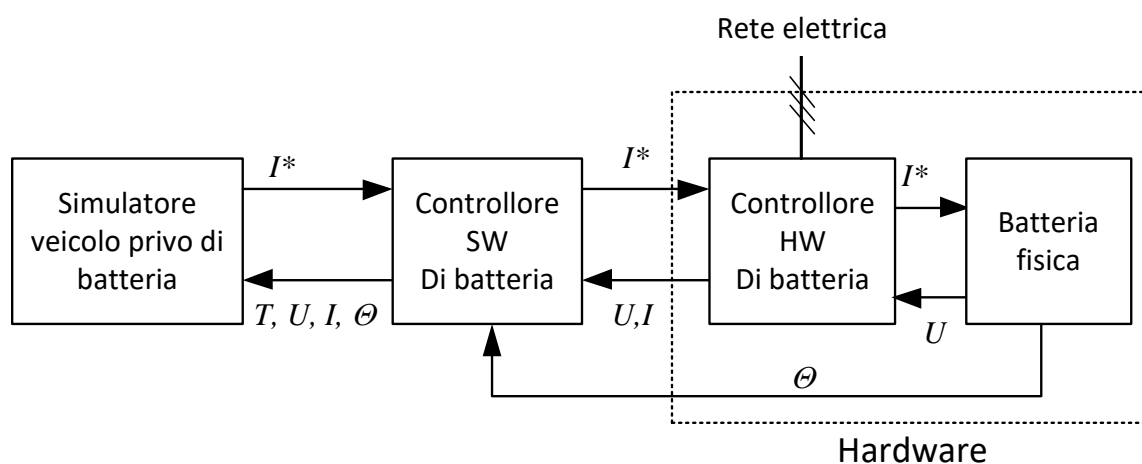 Rete elettrica
I*
I*
I*
Simulatore
veicolo privo di
batteria
Controllore
SW
Di batteria
Controllore
HW
Di batteria
Batteria
fisica
T, U, I, Θ
U,I
U
Θ
Hardware